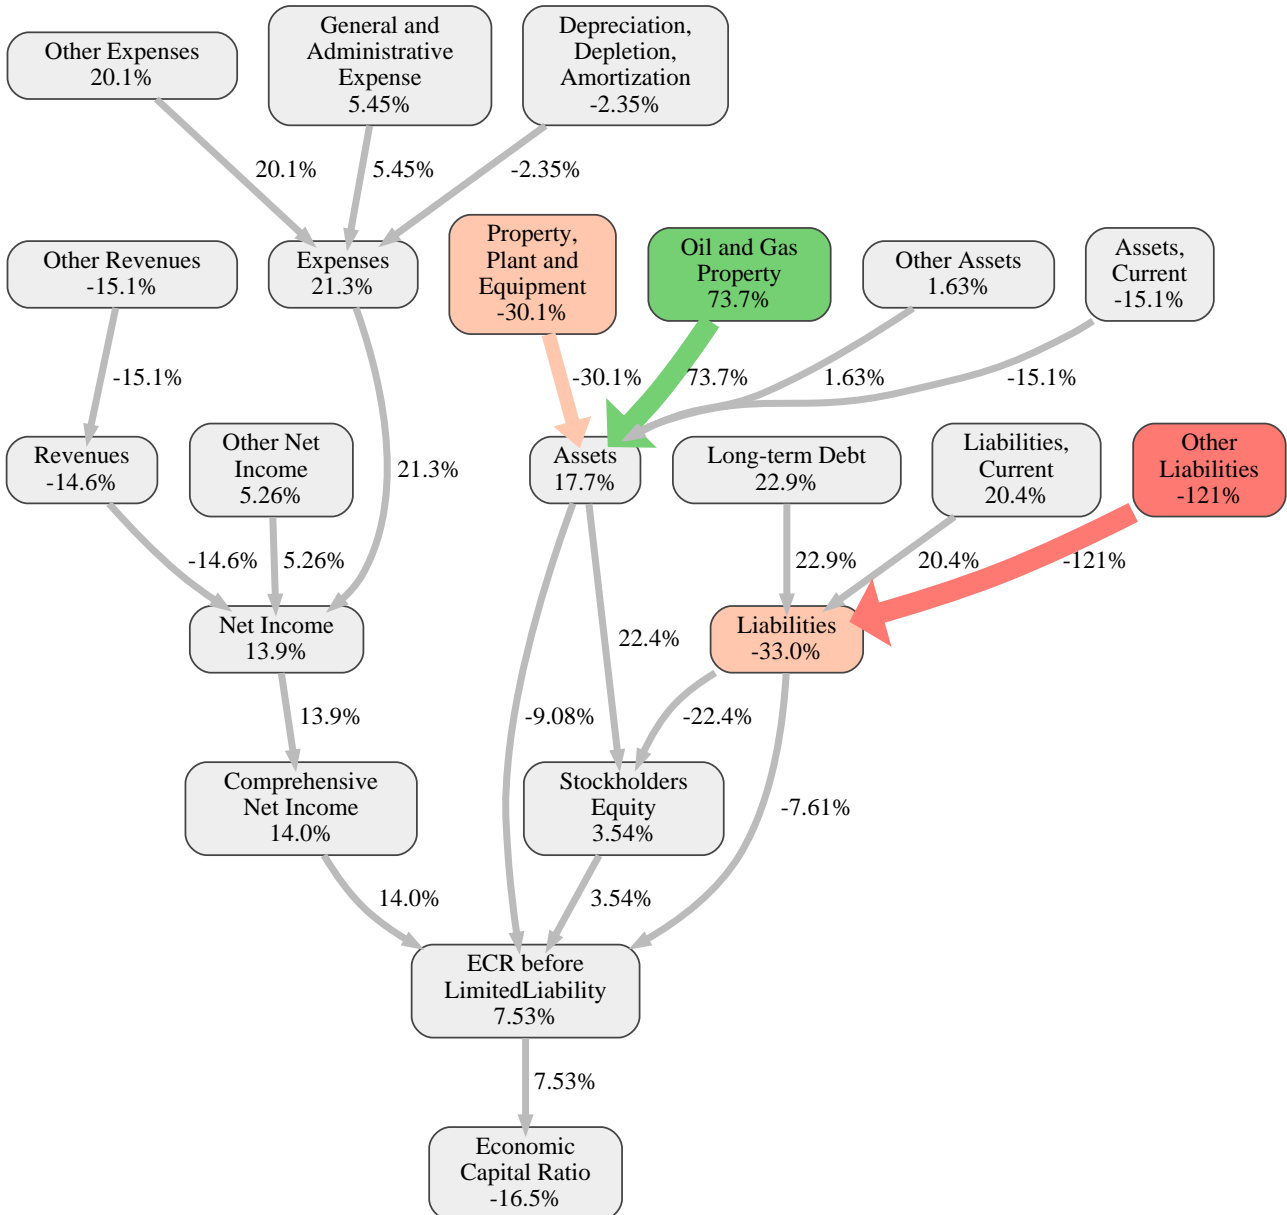 Other Expenses
20.1%
General and
Administrative
Expense
5.45%
Depreciation,
Depletion,
Amortization
-2.35%
20.1%
5.45%
-2.35%
Other Revenues
-15.1%
Expenses
21.3%
Property,
Plant and
Equipment
-30.1%
Oil and Gas
Property
73.7%
Other Assets
1.63%
Assets,
Current
-15.1%
-15.1%
-30.1%
73.7%
1.63%
-15.1%
Revenues
-14.6%
Other Net
Income
5.26%
21.3%
Assets
17.7%
Long-term Debt
22.9%
Liabilities,
Current
20.4%
Other
Liabilities
-121%
-14.6%
5.26%
22.9%
20.4%
-121%
Net Income
13.9%
22.4%
Liabilities
-33.0%
13.9%
-9.08%
-22.4%
Comprehensive
Net Income
14.0%
Stockholders
Equity
3.54%
-7.61%
14.0%
3.54%
ECR before
LimitedLiability
7.53%
7.53%
Economic
Capital Ratio
-16.5%